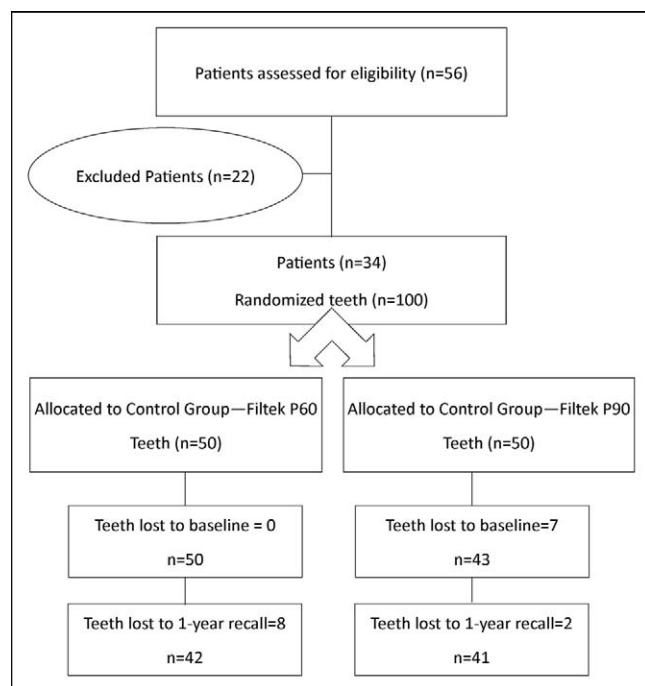 Patients assessed for eligibility (n=56)
Excluded Patients (n=22)
Patients (n=34)
Randomized teeth (n=100)
Allocated to Control Group—Filtek P60
Teeth (n=50)
Allocated to Control Group—Filtek P90
Teeth (n=50)
Teeth lost to baseline = 0
n=50
Teeth lost to baseline=7
n=43
Teeth lost to 1-year recall=8
n=42
Teeth lost to 1-year recall=2
n=41